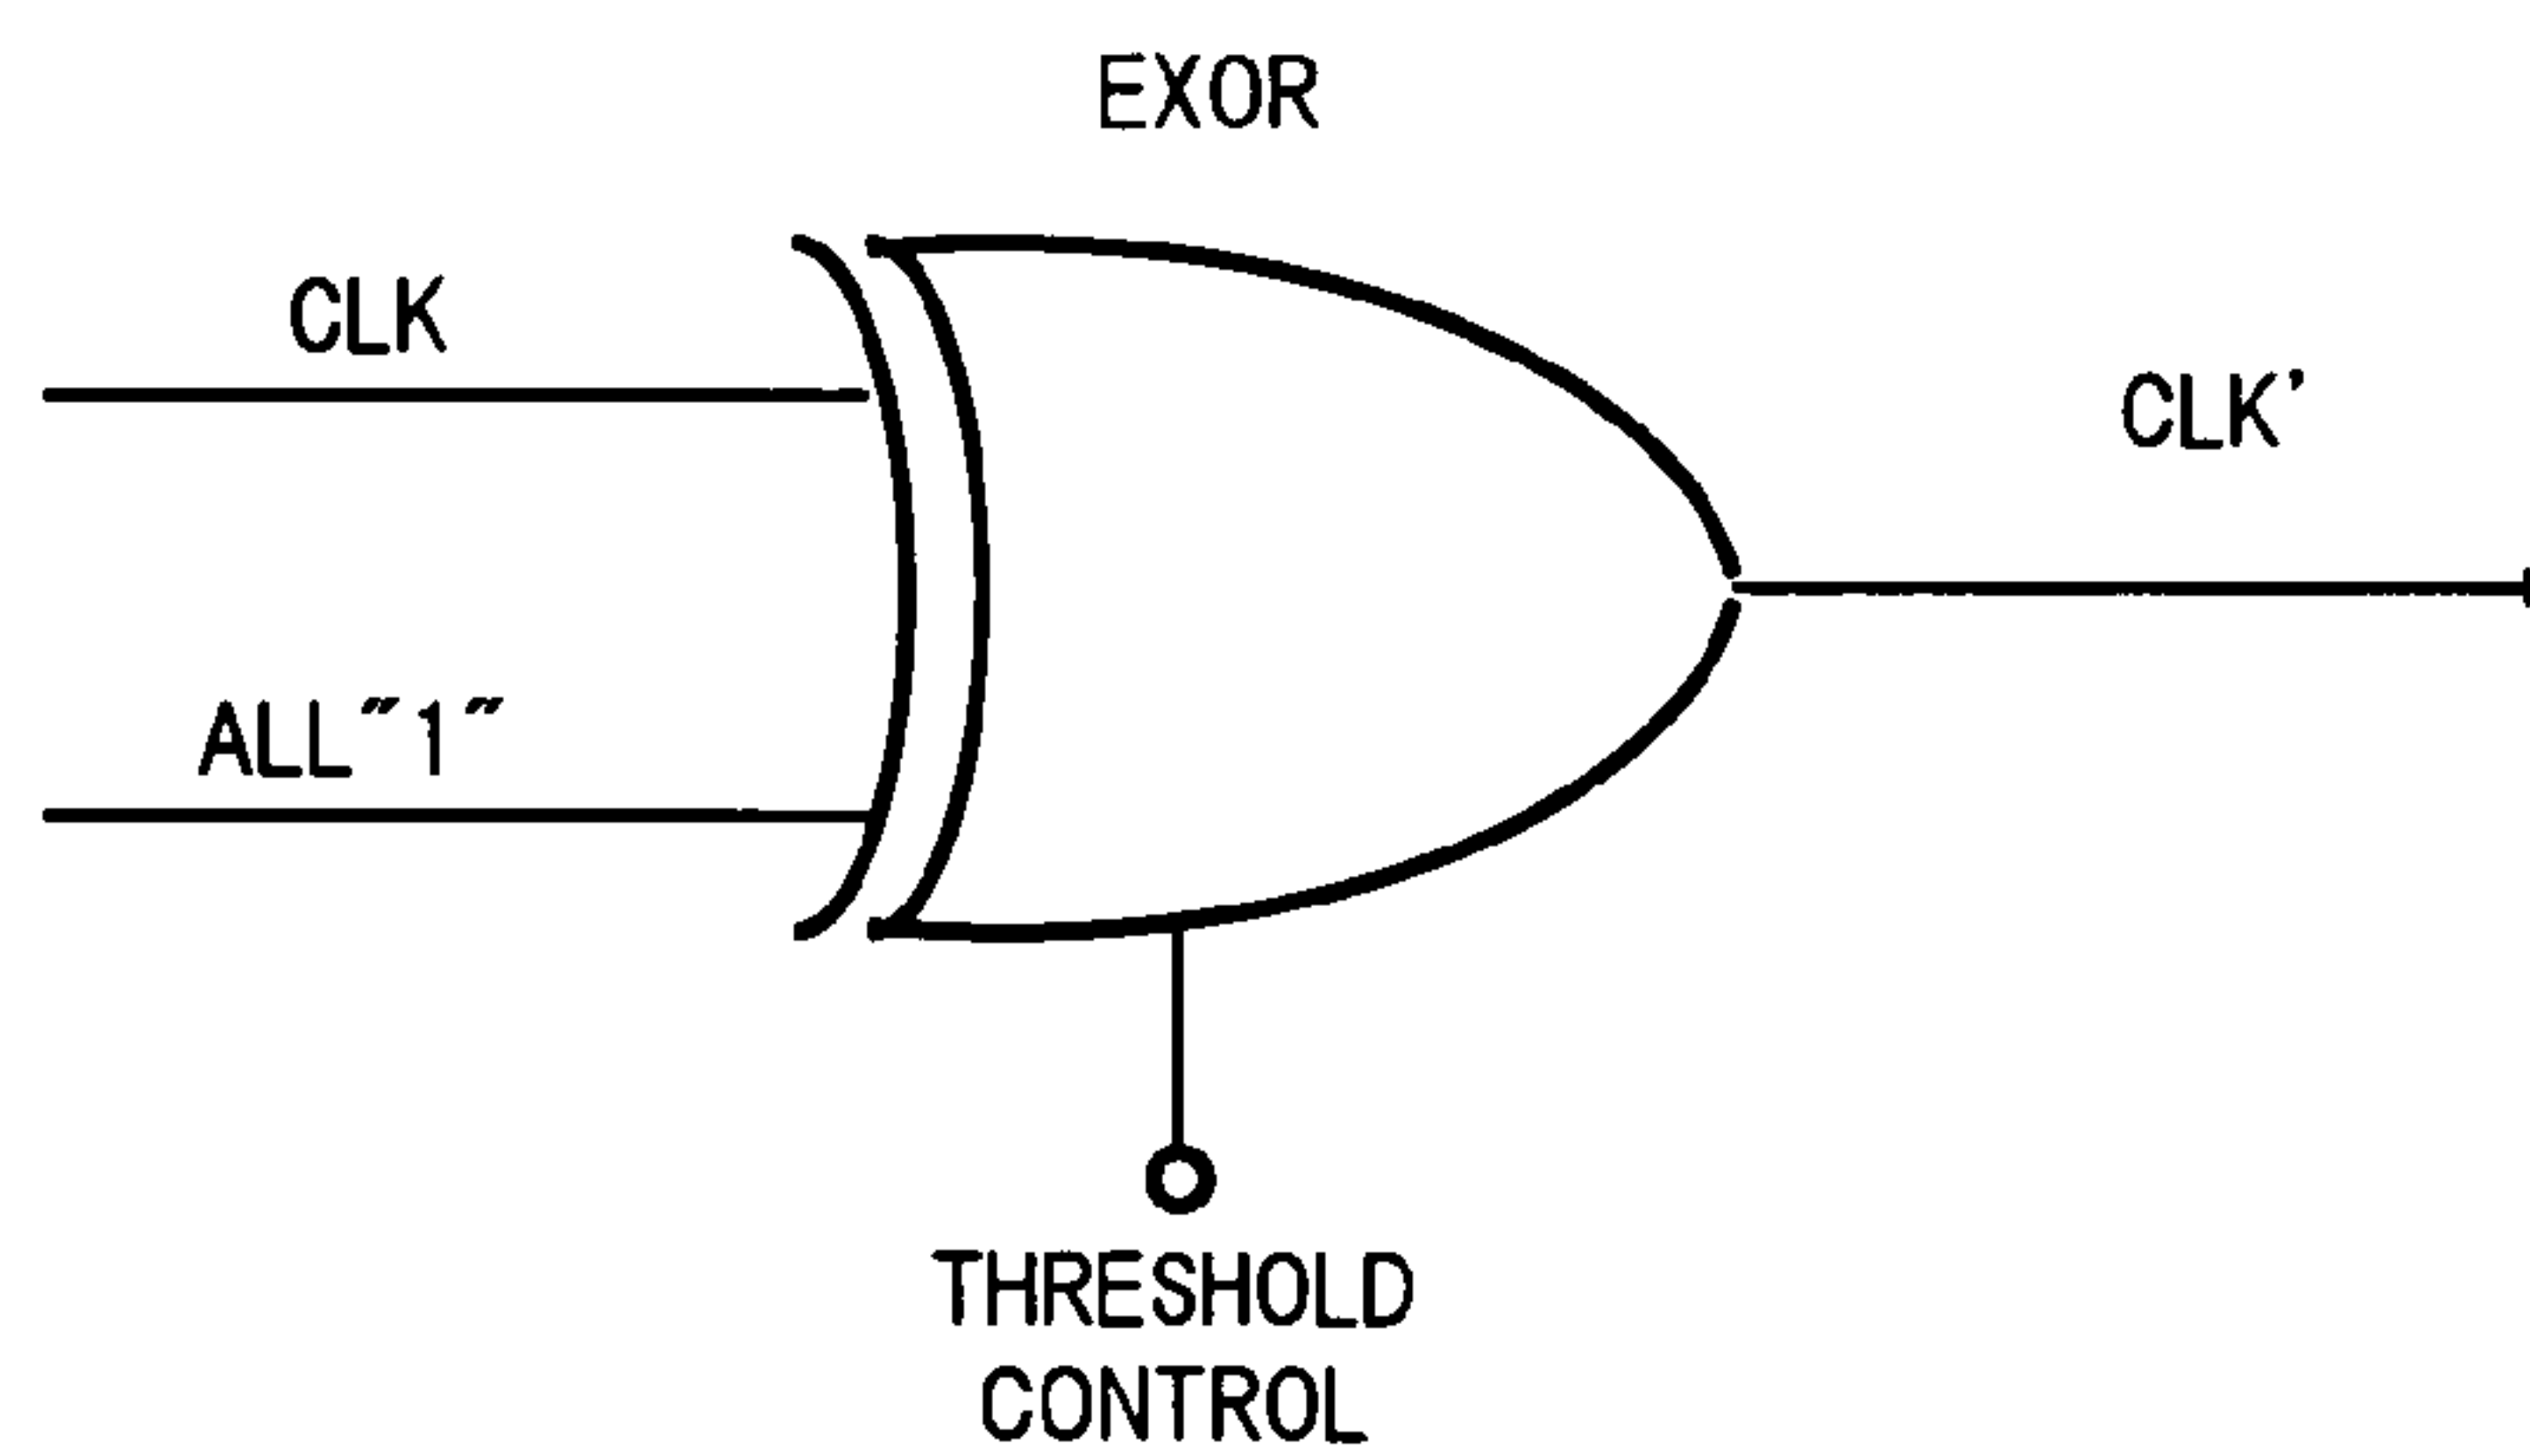 EXOR
CLK
CLK'
ALL"1"
THRESHOLD
CONTROL